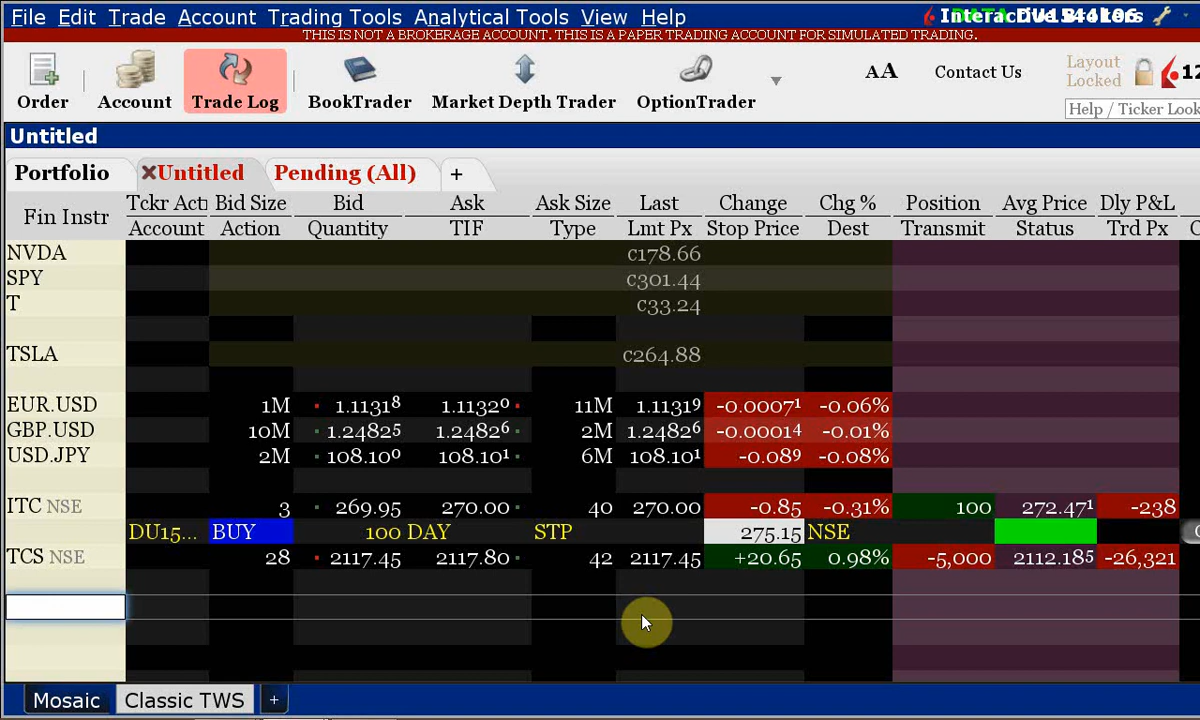 File Edit Trade Account Trading Tools Analytical Tools View Help Interactive Brokers
THIS IS NOT A BROKERAGE ACCOUNT. THIS IS A PAPER TRADING ACCOUNT FOR SIMULATED TRADING.
Order Account Trade Log BookTrader Market Depth Trader OptionTrader AA Contact Us Layout Locked 12
Help / Ticker Look
Untitled
Portfolio Untitled Pending (All) +
Fin Instr
Tckr Act Bid Size Bid Ask Ask Size Last Change Chg % Position Avg Price Dly P&L
Account Action Quantity TIF Type Lmt Px Stop Price Dest Transmit Status Trd Px
NVDA c178.66
SPY c301.44
T c33.24
TSLA c264.88
EUR.USD 1M 1.1131⁸ 1.1132⁰ 11M 1.1131⁹ -0.0007¹ -0.06%
GBP.USD 10M 1.2482⁵ 1.2482⁶ 2M 1.2482⁶ -0.0001⁴ -0.01%
USD.JPY 2M 108.10⁰ 108.10¹ 6M 108.10¹ -0.08⁹ -0.08%
ITC NSE 3 269.95 270.00 40 270.00 -0.85 -0.31% 100 272.47¹ -238
DU15... BUY 100 DAY STP 275.15 NSE
TCS NSE 28 2117.45 2117.80 42 2117.45 +20.65 0.98% -5,000 2112.18⁵ -26,321
Mosaic Classic TWS +